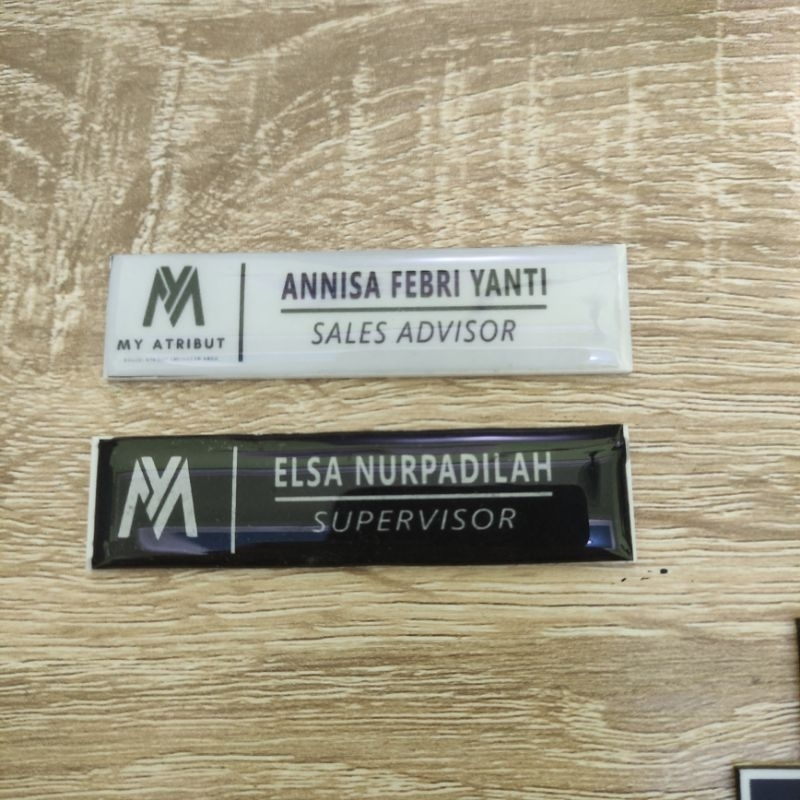 MY ATRIBUT
ANNISA FEBRI YANTI
SALES ADVISOR
ELSA NURPADILAH
SUPERVISOR